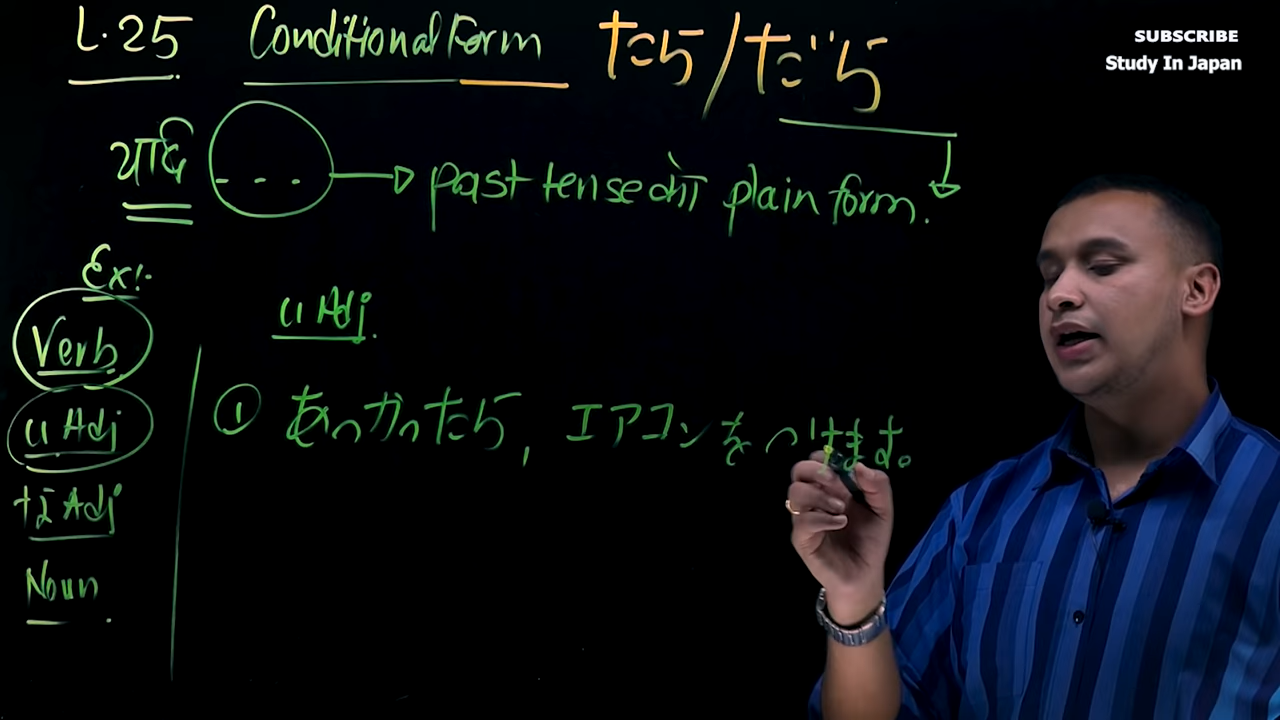 L.25 Conditional Form たら/だら
SUBSCRIBE
Study In Japan
यदि ... past tense को plain form.
Ex:-
Verb
い Adj
な Adj
Noun
い Adj.
① あつかったら, エアコンをつけます。